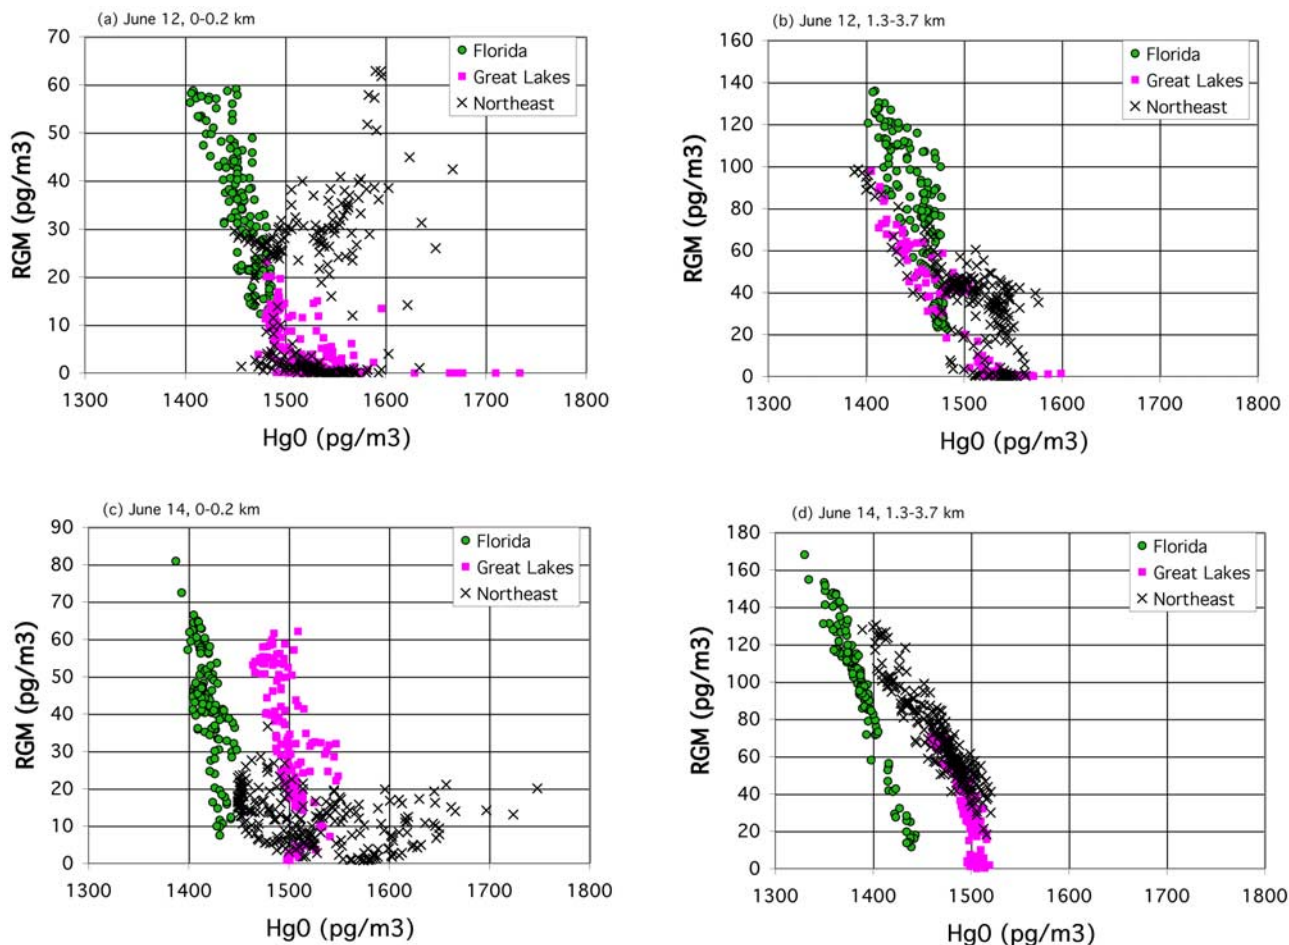 (a) June 12, 0-0.2 km
70
60
50
40
30
20
10
0
RGM (pg/m3)
Florida
Great Lakes
Northeast
1300 1400 1500 1600 1700 1800
Hg0 (pg/m3)
(b) June 12, 1.3-3.7 km
160
140
120
100
80
60
40
20
0
RGM (pg/m3)
Florida
Great Lakes
Northeast
1300 1400 1500 1600 1700 1800
Hg0 (pg/m3)
(c) June 14, 0-0.2 km
90
80
70
60
50
40
30
20
10
0
RGM (pg/m3)
Florida
Great Lakes
Northeast
1300 1400 1500 1600 1700 1800
Hg0 (pg/m3)
(d) June 14, 1.3-3.7 km
180
160
140
120
100
80
60
40
20
0
RGM (pg/m3)
Florida
Great Lakes
Northeast
1300 1400 1500 1600 1700 1800
Hg0 (pg/m3)